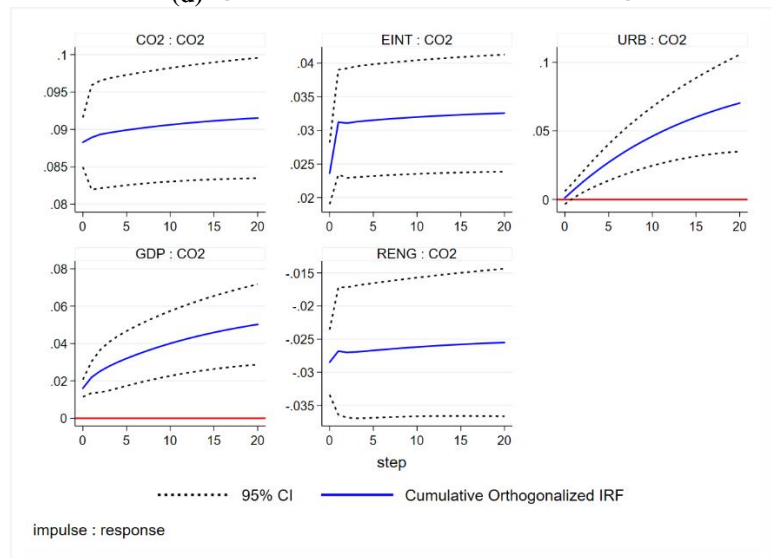 (d)
CO2 : CO2
EINT : CO2
URB : CO2
.1
.095
.09
.085
.08
0 5 10 15 20
.04
.035
.03
.025
.02
0 5 10 15 20
.1
.05
0
0 5 10 15 20
GDP : CO2
RENG : CO2
.08
.06
.04
.02
0
0 5 10 15 20
-.015
-.02
-.025
-.03
-.035
0 5 10 15 20
step
95% CI
Cumulative Orthogonalized IRF
impulse : response